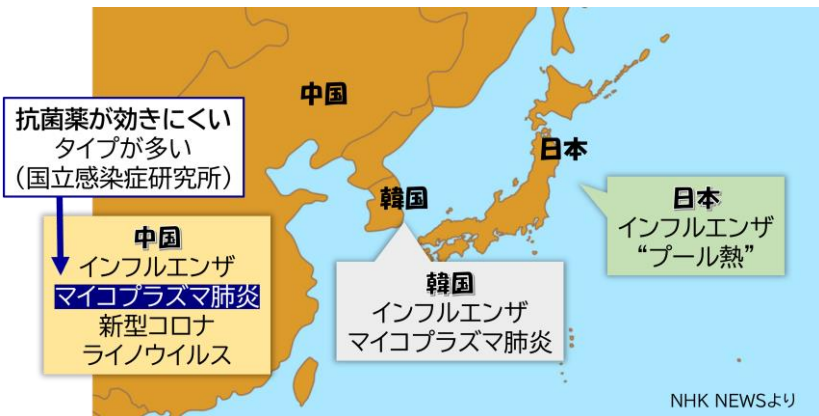 中国
抗菌薬が効きにくい
タイプが多い
(国立感染症研究所)
日本
韓国
日本
インフルエンザ
“プール熱”
中国
インフルエンザ
マイコプラズマ肺炎
新型コロナ
ライノウイルス
韓国
インフルエンザ
マイコプラズマ肺炎
NHK NEWSより